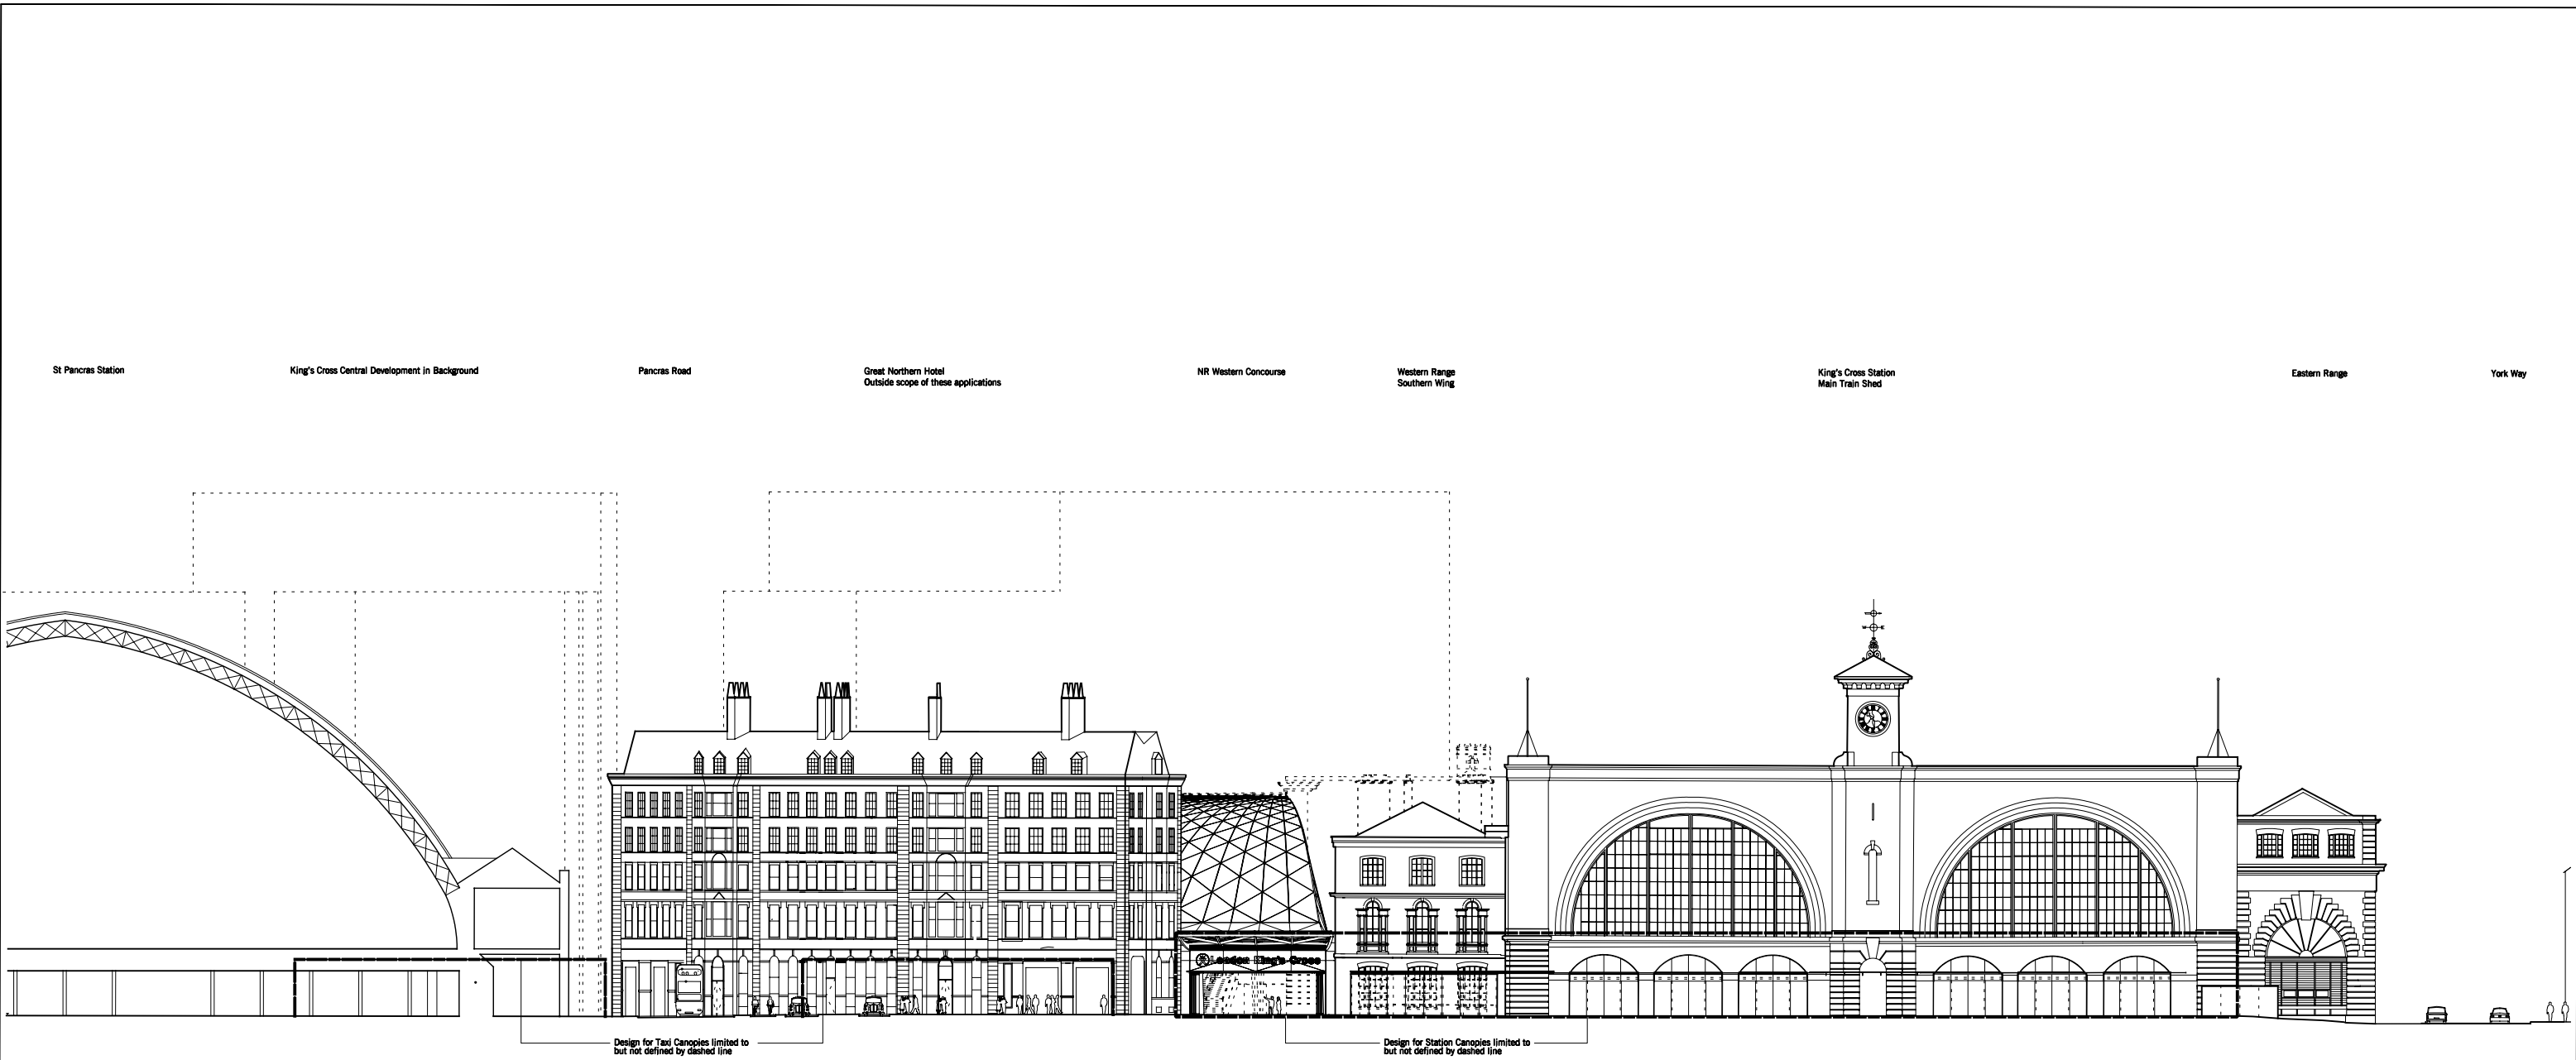 St Pancras Station
King's Cross Central Development in Background
Pancras Road
Great Northern Hotel
Outside scope of these applications
NR Western Concourse
Western Range
Southern Wing
King's Cross Station
Main Train Shed
Eastern Range
York Way
London King's Cross
Design for Taxi Canopies limited to
but not defined by dashed line
Design for Station Canopies limited to
but not defined by dashed line